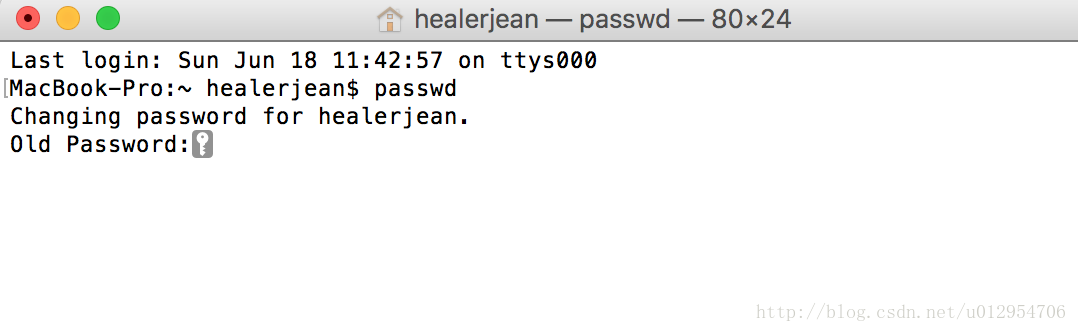 healerjean — passwd — 80×24
Last login: Sun Jun 18 11:42:57 on ttys000
[MacBook-Pro:~ healerjean$ passwd
Changing password for healerjean.
Old Password:
http://blog.csdn.net/u012954706